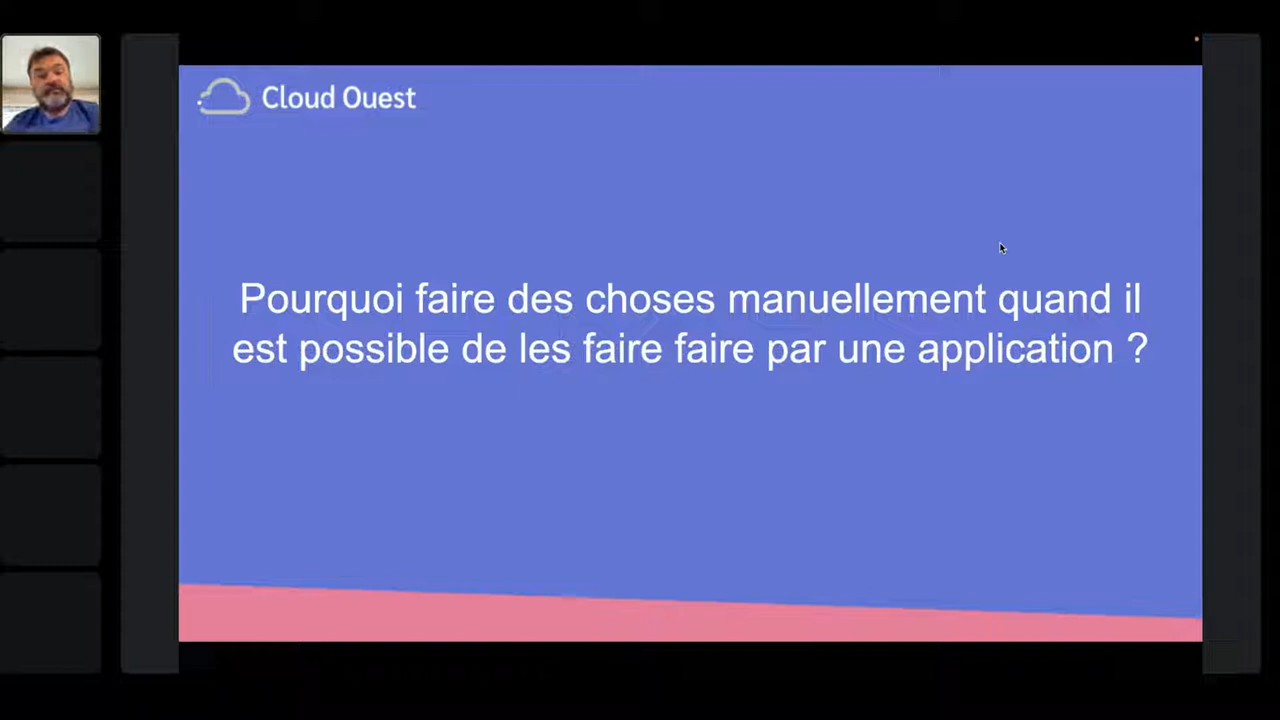 Cloud Ouest
Pourquoi faire des choses manuellement quand il
est possible de les faire faire par une application ?